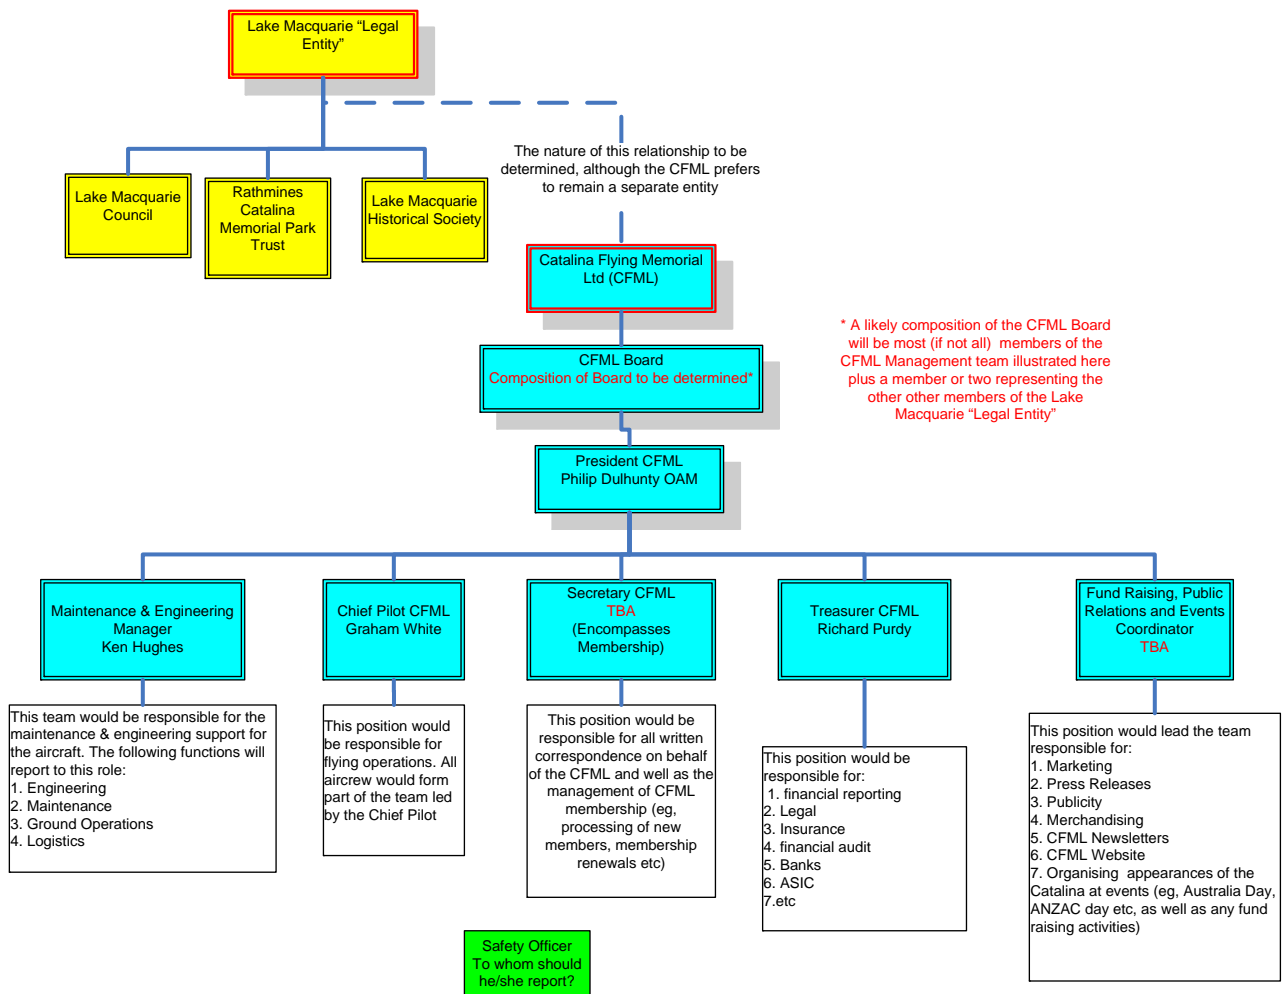 Lake Macquarie “Legal
Entity”
The nature of this relationship to be
determined, although the CFML prefers
to remain a separate entity
Lake Macquarie
Council
Rathmines
Catalina
Memorial Park
Trust
Lake Macquarie
Historical Society
Catalina Flying Memorial
Ltd (CFML)
* A likely composition of the CFML Board
will be most (if not all)  members of the
CFML Management team illustrated here
plus a member or two representing the
other other members of the Lake
Macquarie “Legal Entity”
CFML Board
Composition of Board to be determined*
President CFML
Philip Dulhunty OAM
Maintenance & Engineering
Manager
Ken Hughes
Chief Pilot CFML
Graham White
Secretary CFML
TBA
(Encompasses
Membership)
Treasurer CFML
Richard Purdy
Fund Raising, Public
Relations and Events
Coordinator
TBA
This team would be responsible for the
maintenance & engineering support for
the aircraft. The following functions will
report to this role:
1. Engineering
2. Maintenance
3. Ground Operations
4. Logistics
This position would
be responsible for
flying operations. All
aircrew would form
part of the team led
by the Chief Pilot
This position would be
responsible for all written
correspondence on behalf
of the CFML and well as the
management of CFML
membership (eg,
processing of new
members, membership
renewals etc)
This position would be
responsible for:
1. financial reporting
2. Legal
3. Insurance
4. financial audit
5. Banks
6. ASIC
7.etc
This position would lead the team
responsible for:
1. Marketing
2. Press Releases
3. Publicity
4. Merchandising
5. CFML Newsletters
6. CFML Website
7. Organising  appearances of the
Catalina at events (eg, Australia Day,
ANZAC day etc, as well as any fund
raising activities)
Safety Officer
To whom should
he/she report?